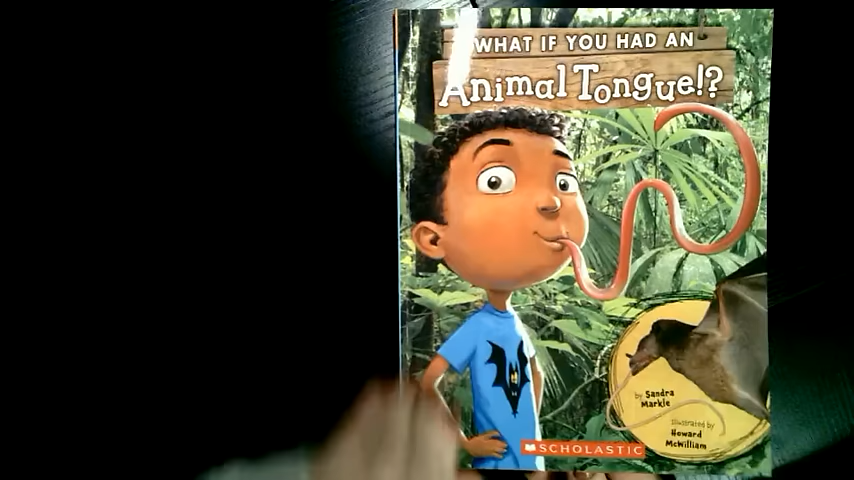 WHAT IF YOU HAD AN
Animal Tongue!?
by Sandra
Markle
Illustrated by
Howard
McWilliam
SCHOLASTIC